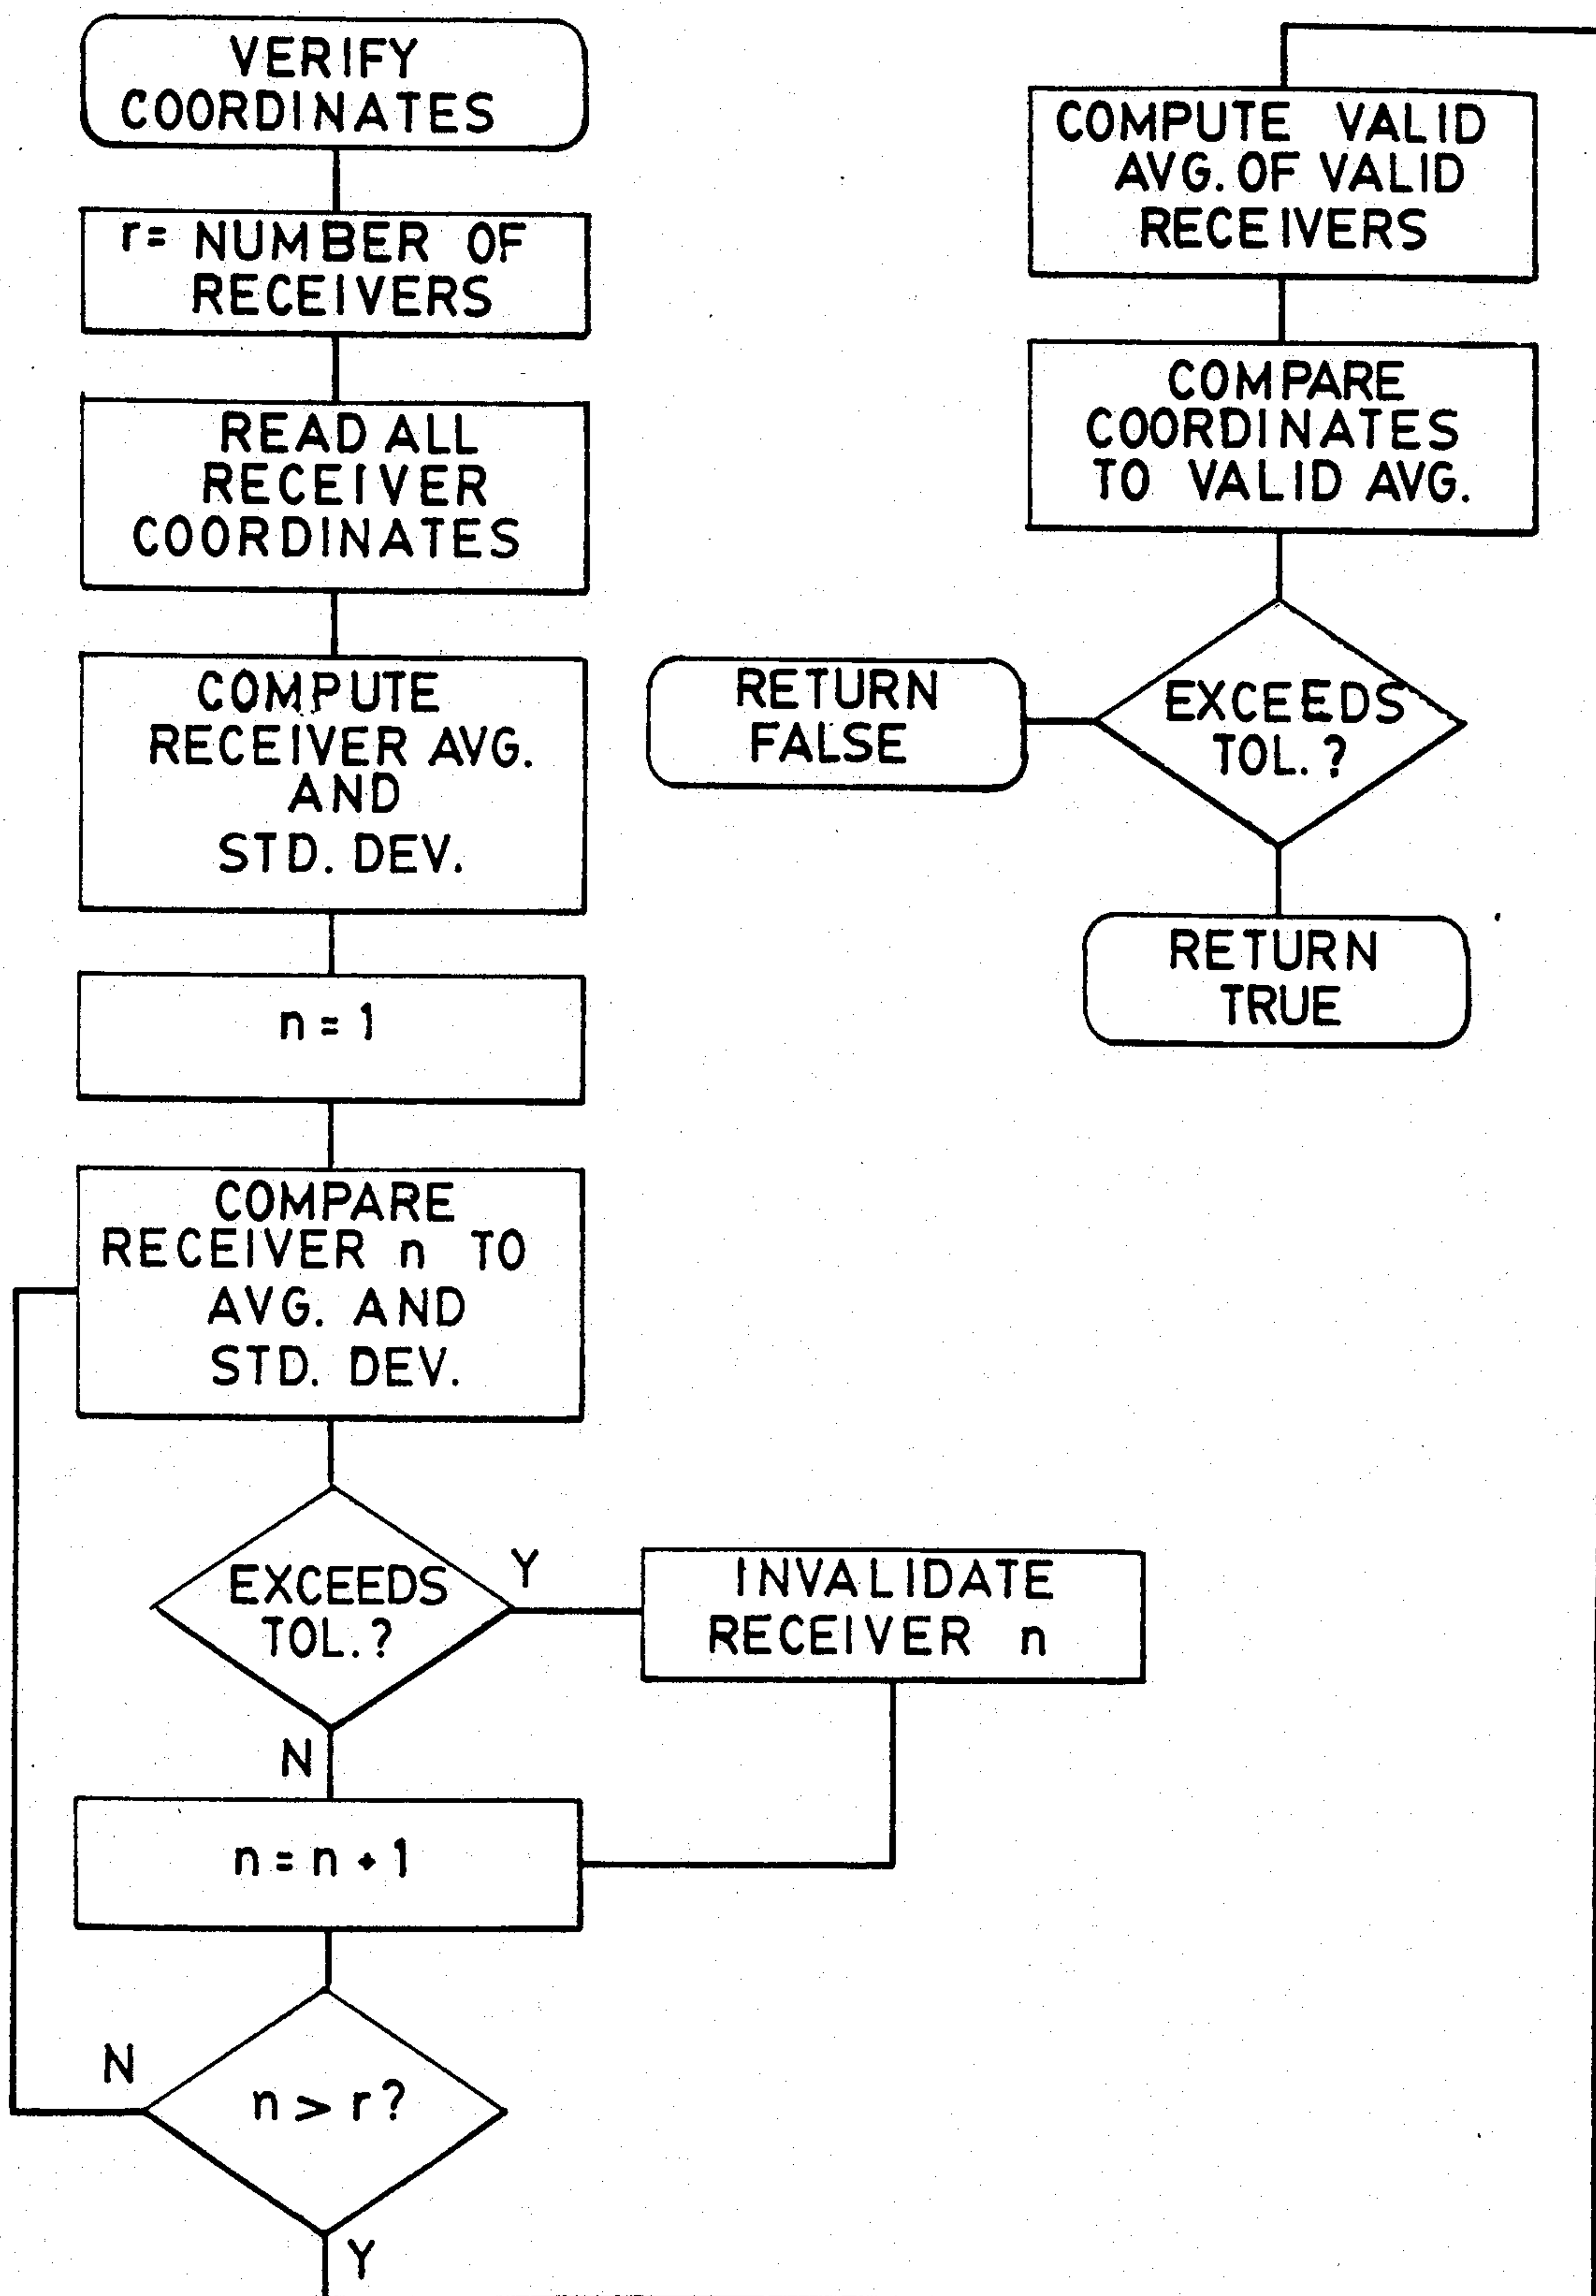 VERIFY
COORDINATES
r= NUMBER OF
RECEIVERS
READ ALL
RECEIVER
COORDINATES
COMPUTE
RECEIVER AVG.
AND
STD. DEV.
n = 1
COMPARE
RECEIVER n TO
AVG. AND
STD. DEV.
EXCEEDS
TOL. ?
Y
INVALIDATE
RECEIVER n
N
n = n + 1
n > r ?
N
Y
COMPUTE VALID
AVG. OF VALID
RECEIVERS
COMPARE
COORDINATES
TO VALID AVG.
EXCEEDS
TOL. ?
RETURN
FALSE
RETURN
TRUE